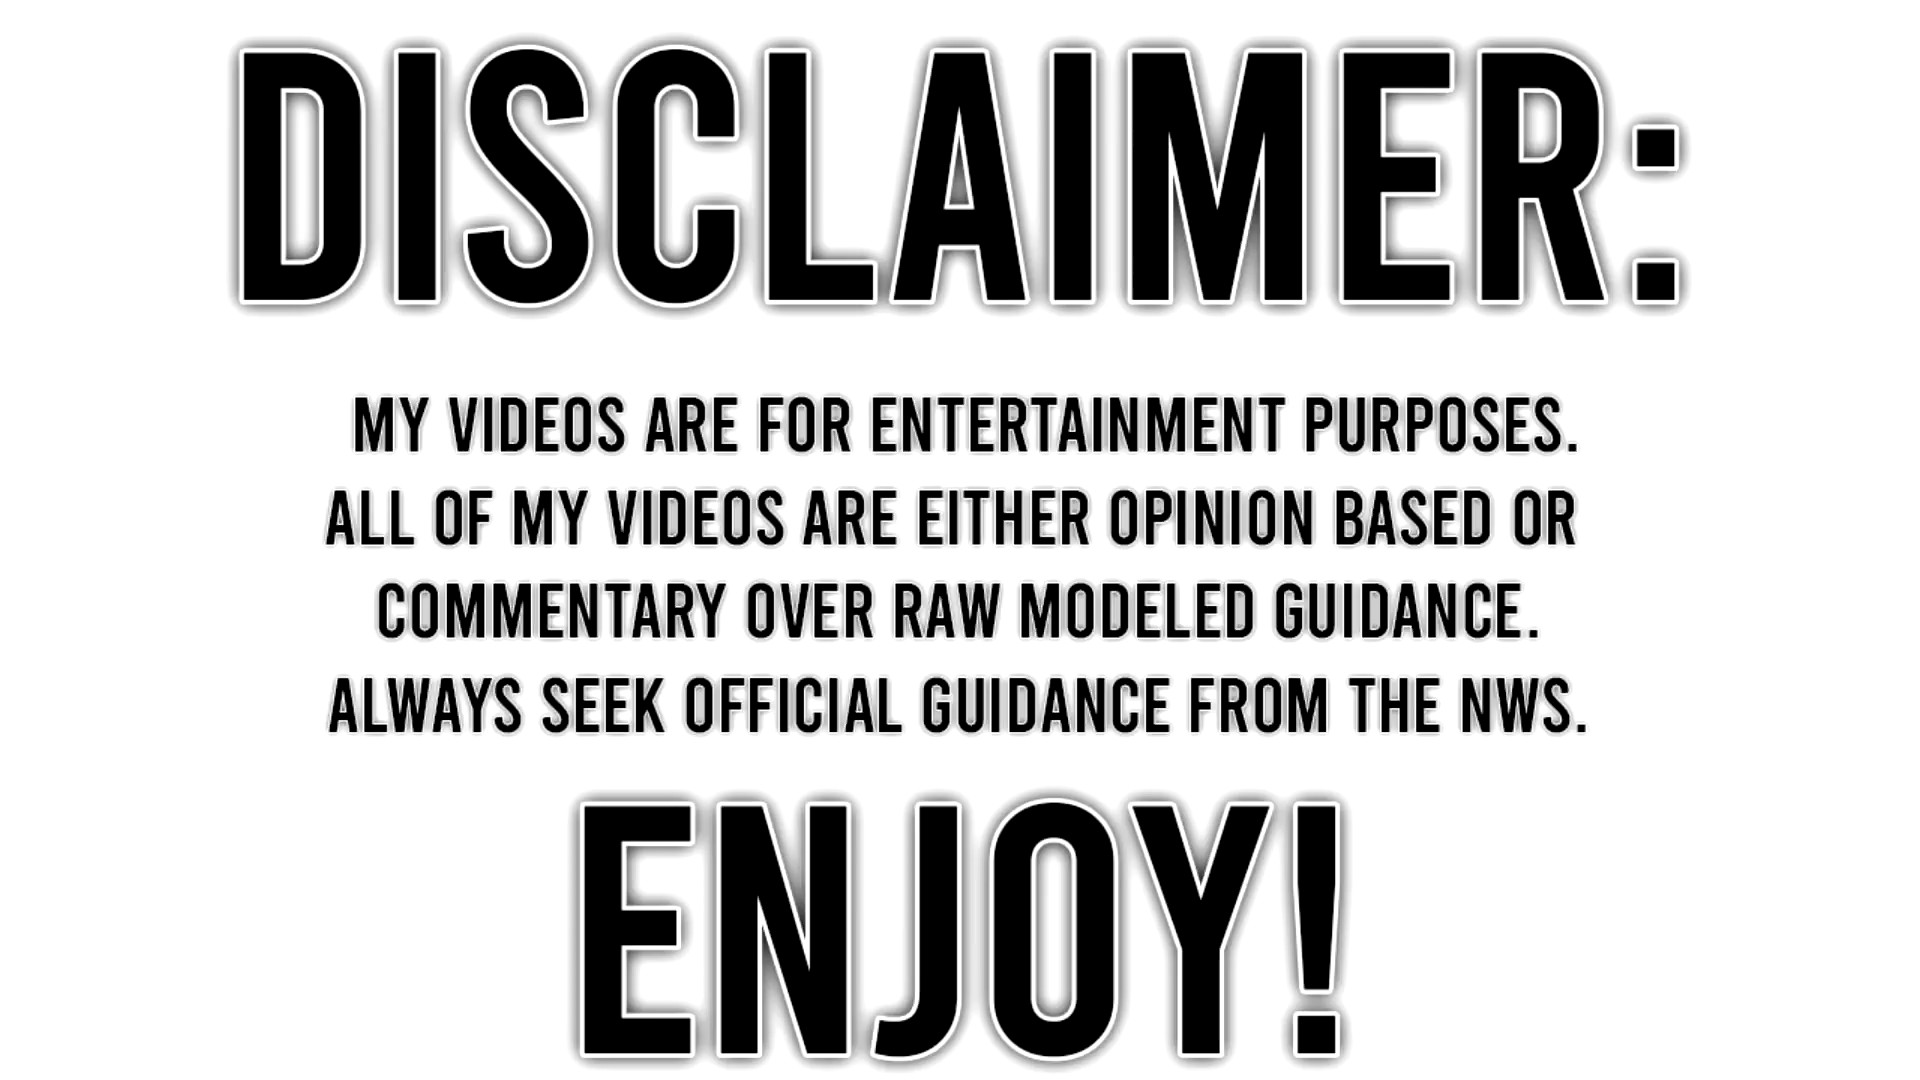 DISCLAIMER:
MY VIDEOS ARE FOR ENTERTAINMENT PURPOSES.
ALL OF MY VIDEOS ARE EITHER OPINION BASED OR
COMMENTARY OVER RAW MODELED GUIDANCE.
ALWAYS SEEK OFFICIAL GUIDANCE FROM THE NWS.
ENJOY!